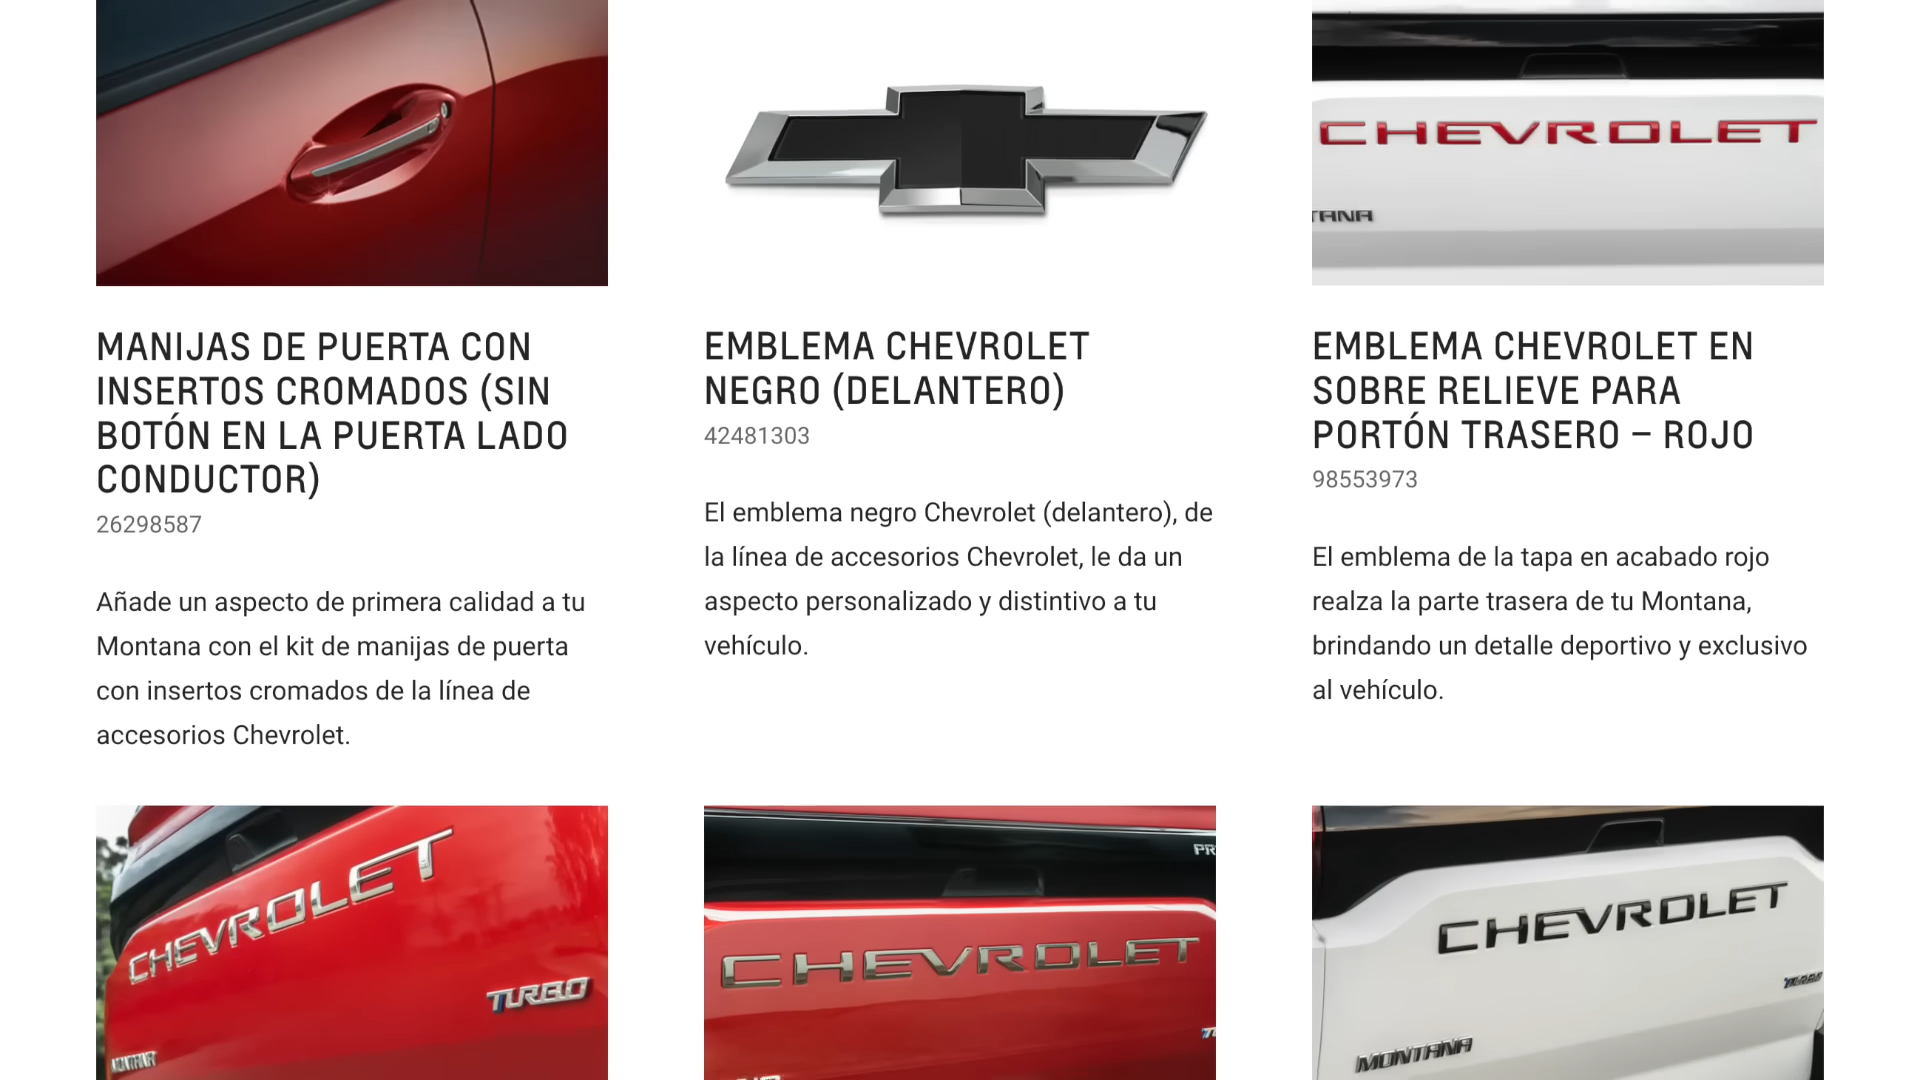 CHEVROLET
TANA
MANIJAS DE PUERTA CON
INSERTOS CROMADOS (SIN
BOTÓN EN LA PUERTA LADO
CONDUCTOR)
26298587
Añade un aspecto de primera calidad a tu
Montana con el kit de manijas de puerta
con insertos cromados de la línea de
accesorios Chevrolet.
EMBLEMA CHEVROLET
NEGRO (DELANTERO)
42481303
El emblema negro Chevrolet (delantero), de
la línea de accesorios Chevrolet, le da un
aspecto personalizado y distintivo a tu
vehículo.
EMBLEMA CHEVROLET EN
SOBRE RELIEVE PARA
PORTÓN TRASERO – ROJO
98553973
El emblema de la tapa en acabado rojo
realza la parte trasera de tu Montana,
brindando un detalle deportivo y exclusivo
al vehículo.
CHEVROLET
TURBO
MONTANA
PR
CHEVROLET
CHEVROLET
TURBO
MONTANA